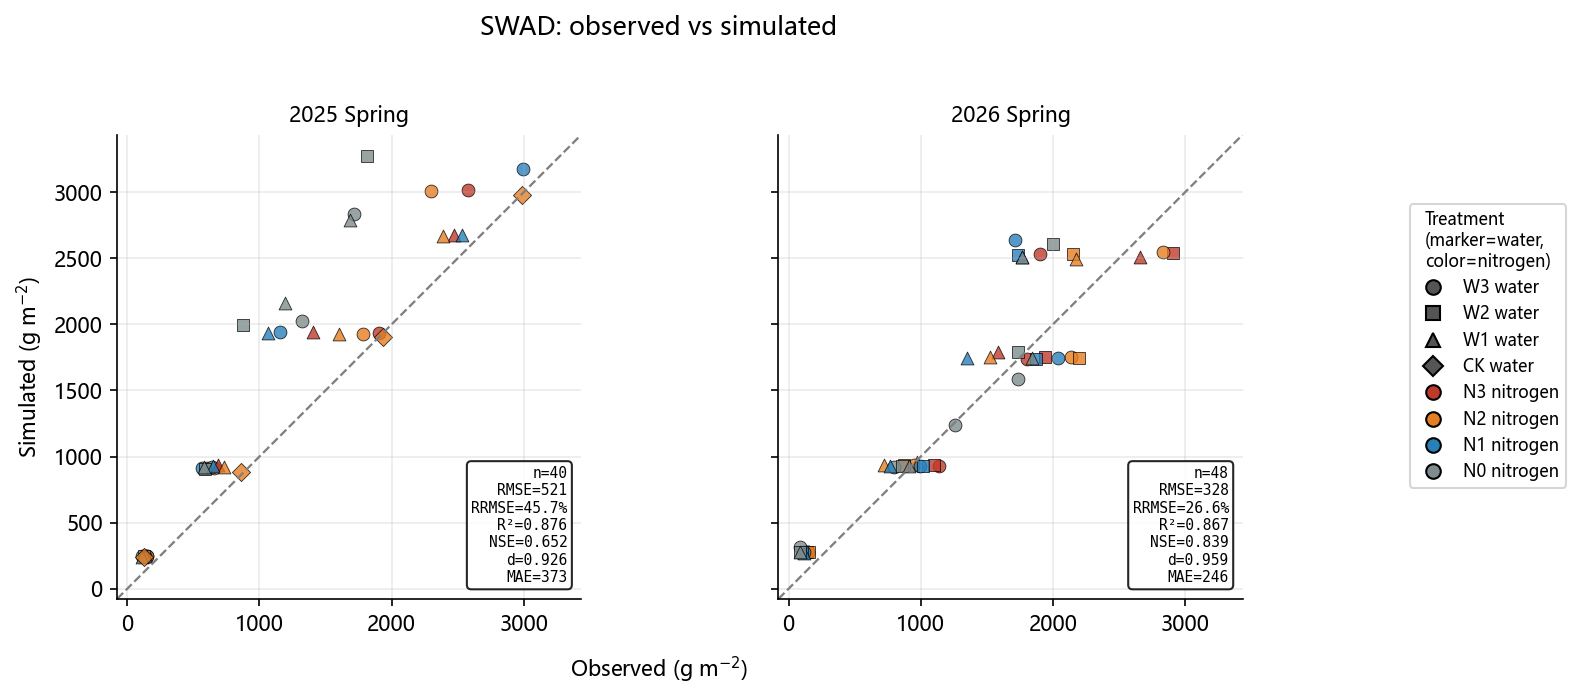 SWAD: observed vs simulated
2025 Spring
2026 Spring
Simulated (g m⁻²)
3000
2500
2000
1500
1000
500
0
0
1000
2000
3000
n=40
RMSE=521
RRMSE=45.7%
R²=0.876
NSE=0.652
d=0.926
MAE=373
0
1000
2000
3000
n=48
RMSE=328
RRMSE=26.6%
R²=0.867
NSE=0.839
d=0.959
MAE=246
Observed (g m⁻²)
Treatment
(marker=water,
color=nitrogen)
W3 water
W2 water
W1 water
CK water
N3 nitrogen
N2 nitrogen
N1 nitrogen
N0 nitrogen